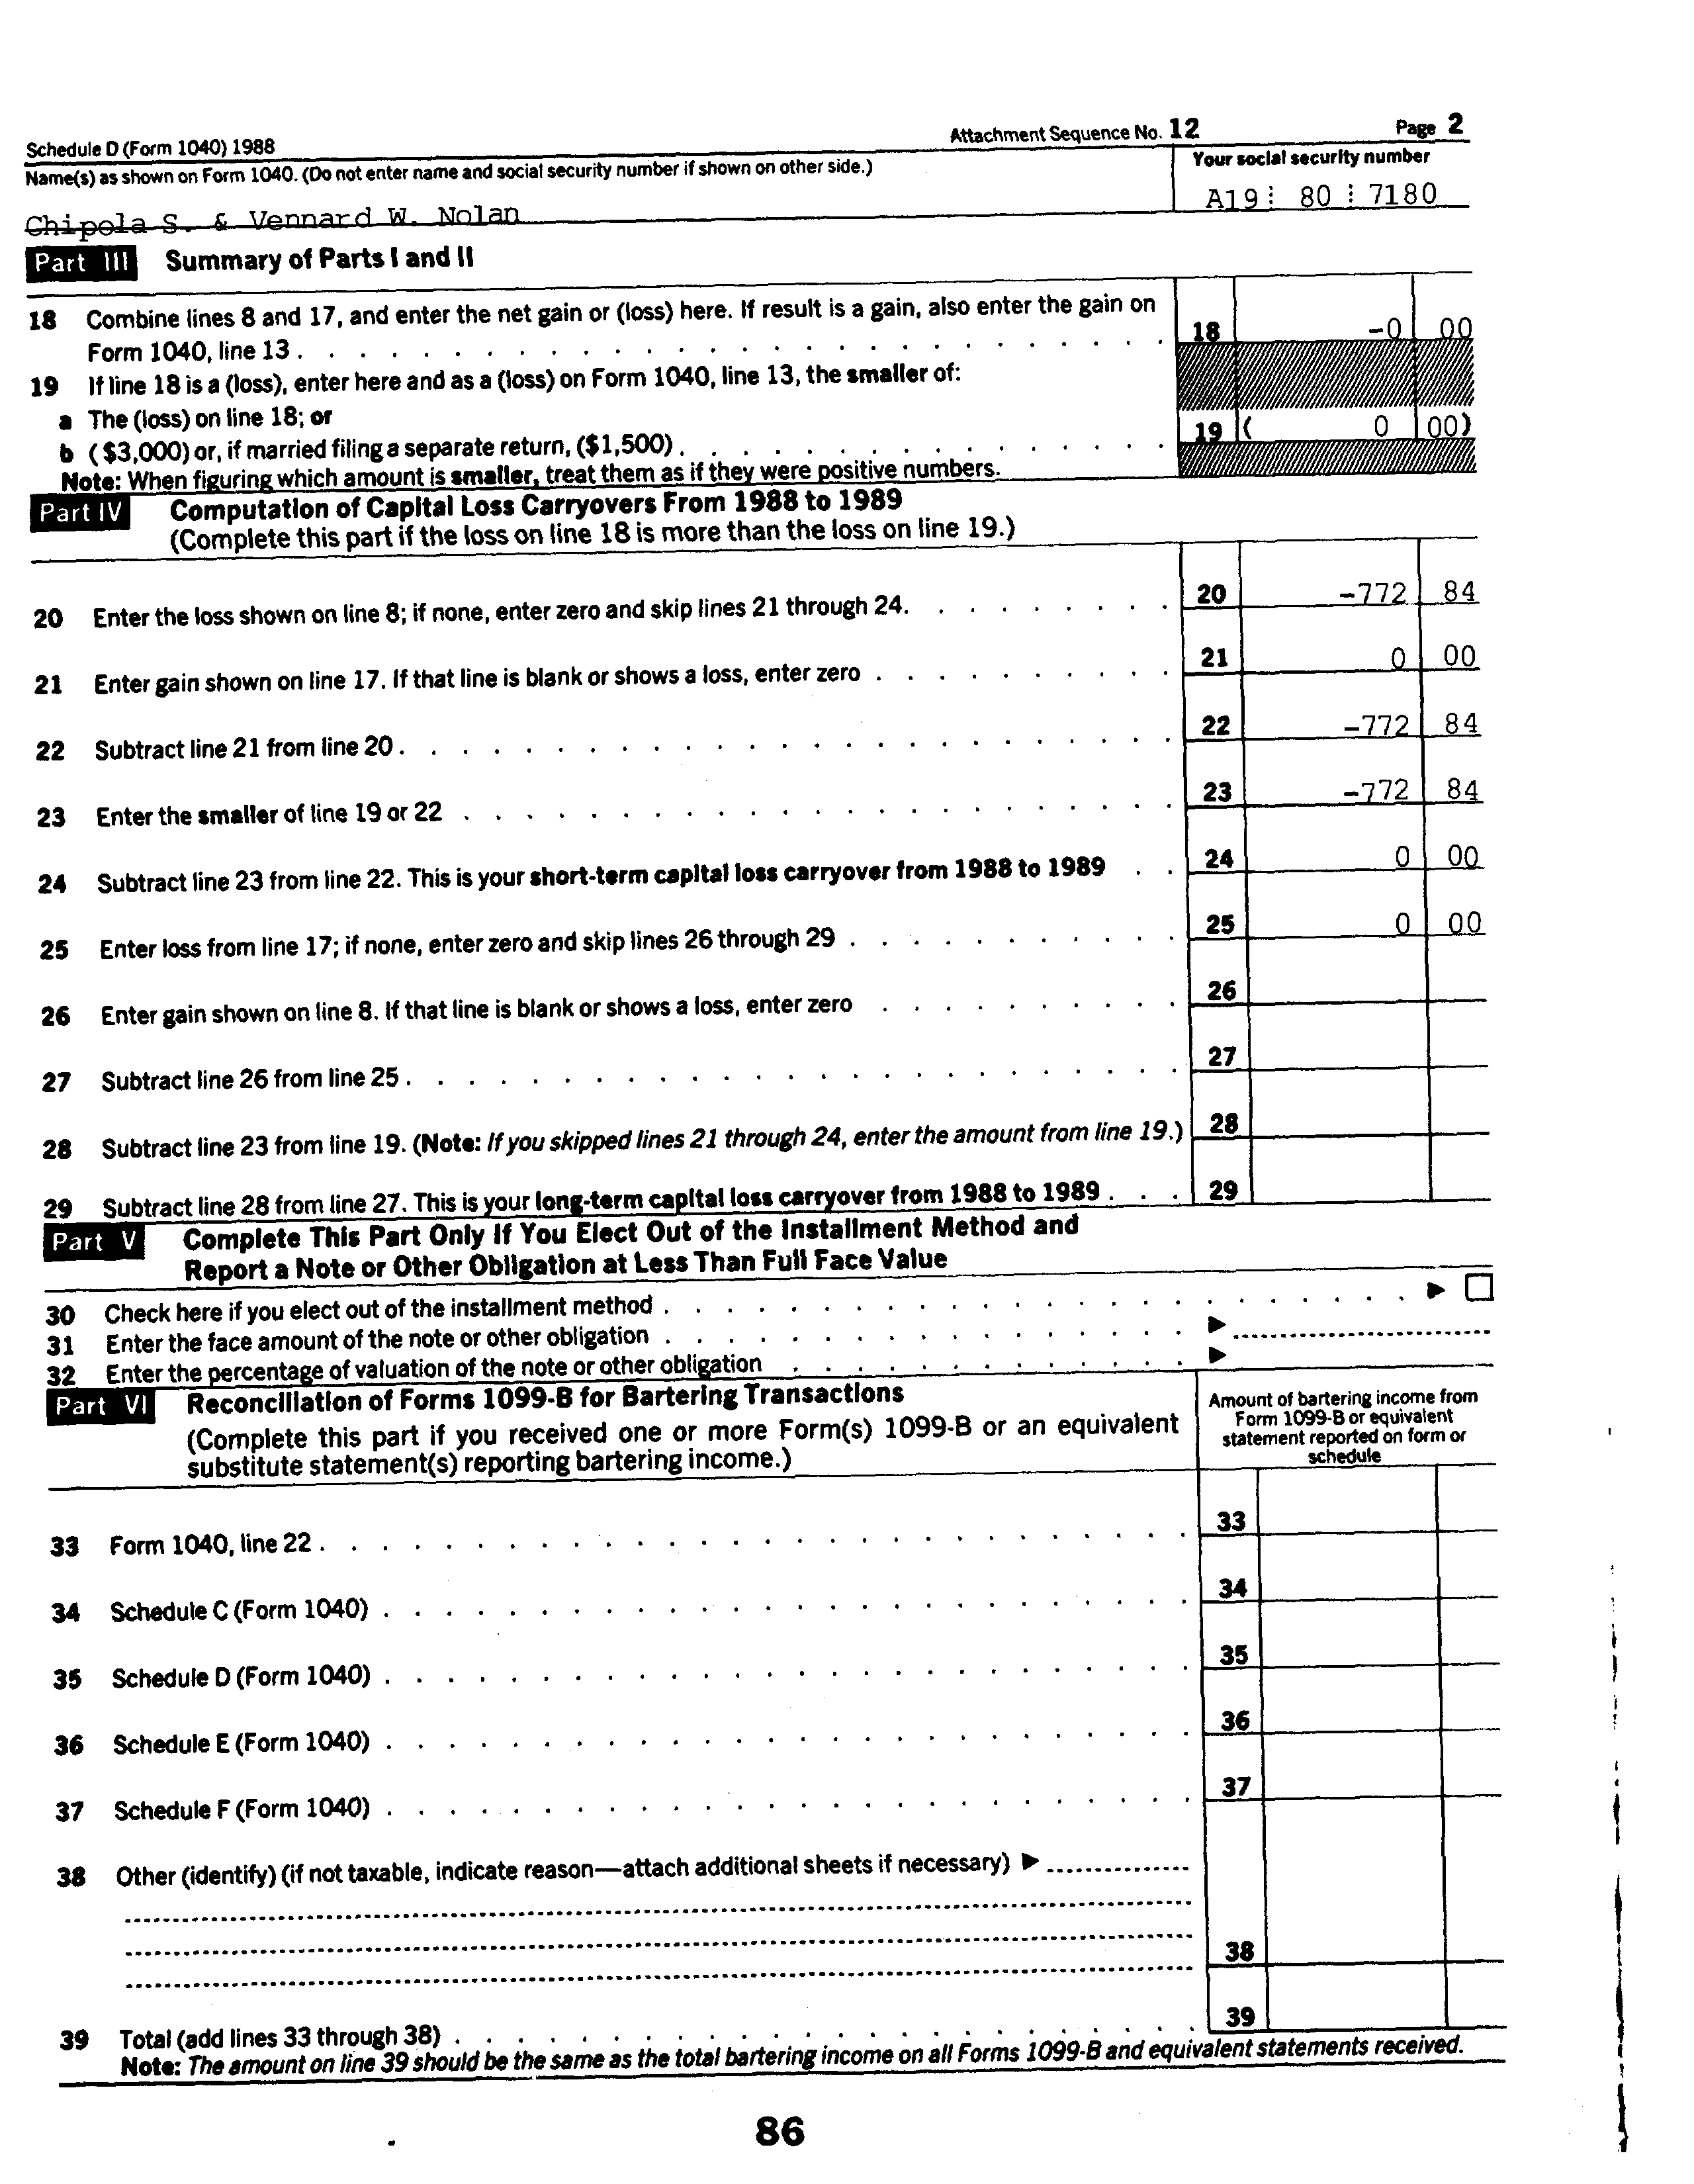 Schedule D (Form 1040) 1988 Attachment Sequence No. 12 Page 2
Name(s) as shown on Form 1040. (Do not enter name and social security number if shown on other side.) Your social security number
Chipola S. & Vennard W. Nolan A19 80 7180
Part III Summary of Parts I and II
18 Combine lines 8 and 17, and enter the net gain or (loss) here. If result is a gain, also enter the gain on
Form 1040, line 13 . 18 -0 00
19 If line 18 is a (loss), enter here and as a (loss) on Form 1040, line 13, the smaller of:
a The (loss) on line 18; or
b ($3,000) or, if married filing a separate return, ($1,500) . 19 ( 0 00)
Note: When figuring which amount is smaller, treat them as if they were positive numbers.
Part IV Computation of Capital Loss Carryovers From 1988 to 1989
(Complete this part if the loss on line 18 is more than the loss on line 19.)
20 Enter the loss shown on line 8; if none, enter zero and skip lines 21 through 24. 20 -772 84
21 Enter gain shown on line 17. If that line is blank or shows a loss, enter zero . 21 0 00
22 Subtract line 21 from line 20 . 22 -772 84
23 Enter the smaller of line 19 or 22 . 23 -772 84
24 Subtract line 23 from line 22. This is your short-term capital loss carryover from 1988 to 1989 . 24 0 00
25 Enter loss from line 17; if none, enter zero and skip lines 26 through 29 . 25 0 00
26 Enter gain shown on line 8. If that line is blank or shows a loss, enter zero . 26
27 Subtract line 26 from line 25 . 27
28 Subtract line 23 from line 19. (Note: If you skipped lines 21 through 24, enter the amount from line 19.) 28
29 Subtract line 28 from line 27. This is your long-term capital loss carryover from 1988 to 1989 . 29
Part V Complete This Part Only If You Elect Out of the Installment Method and
Report a Note or Other Obligation at Less Than Full Face Value
30 Check here if you elect out of the installment method . ▶ ☐
31 Enter the face amount of the note or other obligation . ▶
32 Enter the percentage of valuation of the note or other obligation . ▶
Part VI Reconciliation of Forms 1099-B for Bartering Transactions
(Complete this part if you received one or more Form(s) 1099-B or an equivalent
substitute statement(s) reporting bartering income.)
Amount of bartering income from
Form 1099-B or equivalent
statement reported on form or
schedule
33 Form 1040, line 22 . 33
34 Schedule C (Form 1040) . 34
35 Schedule D (Form 1040) . 35
36 Schedule E (Form 1040) . 36
37 Schedule F (Form 1040) . 37
38 Other (identify) (if not taxable, indicate reason—attach additional sheets if necessary) ▶
38
39 Total (add lines 33 through 38) . 39
Note: The amount on line 39 should be the same as the total bartering income on all Forms 1099-B and equivalent statements received.
86